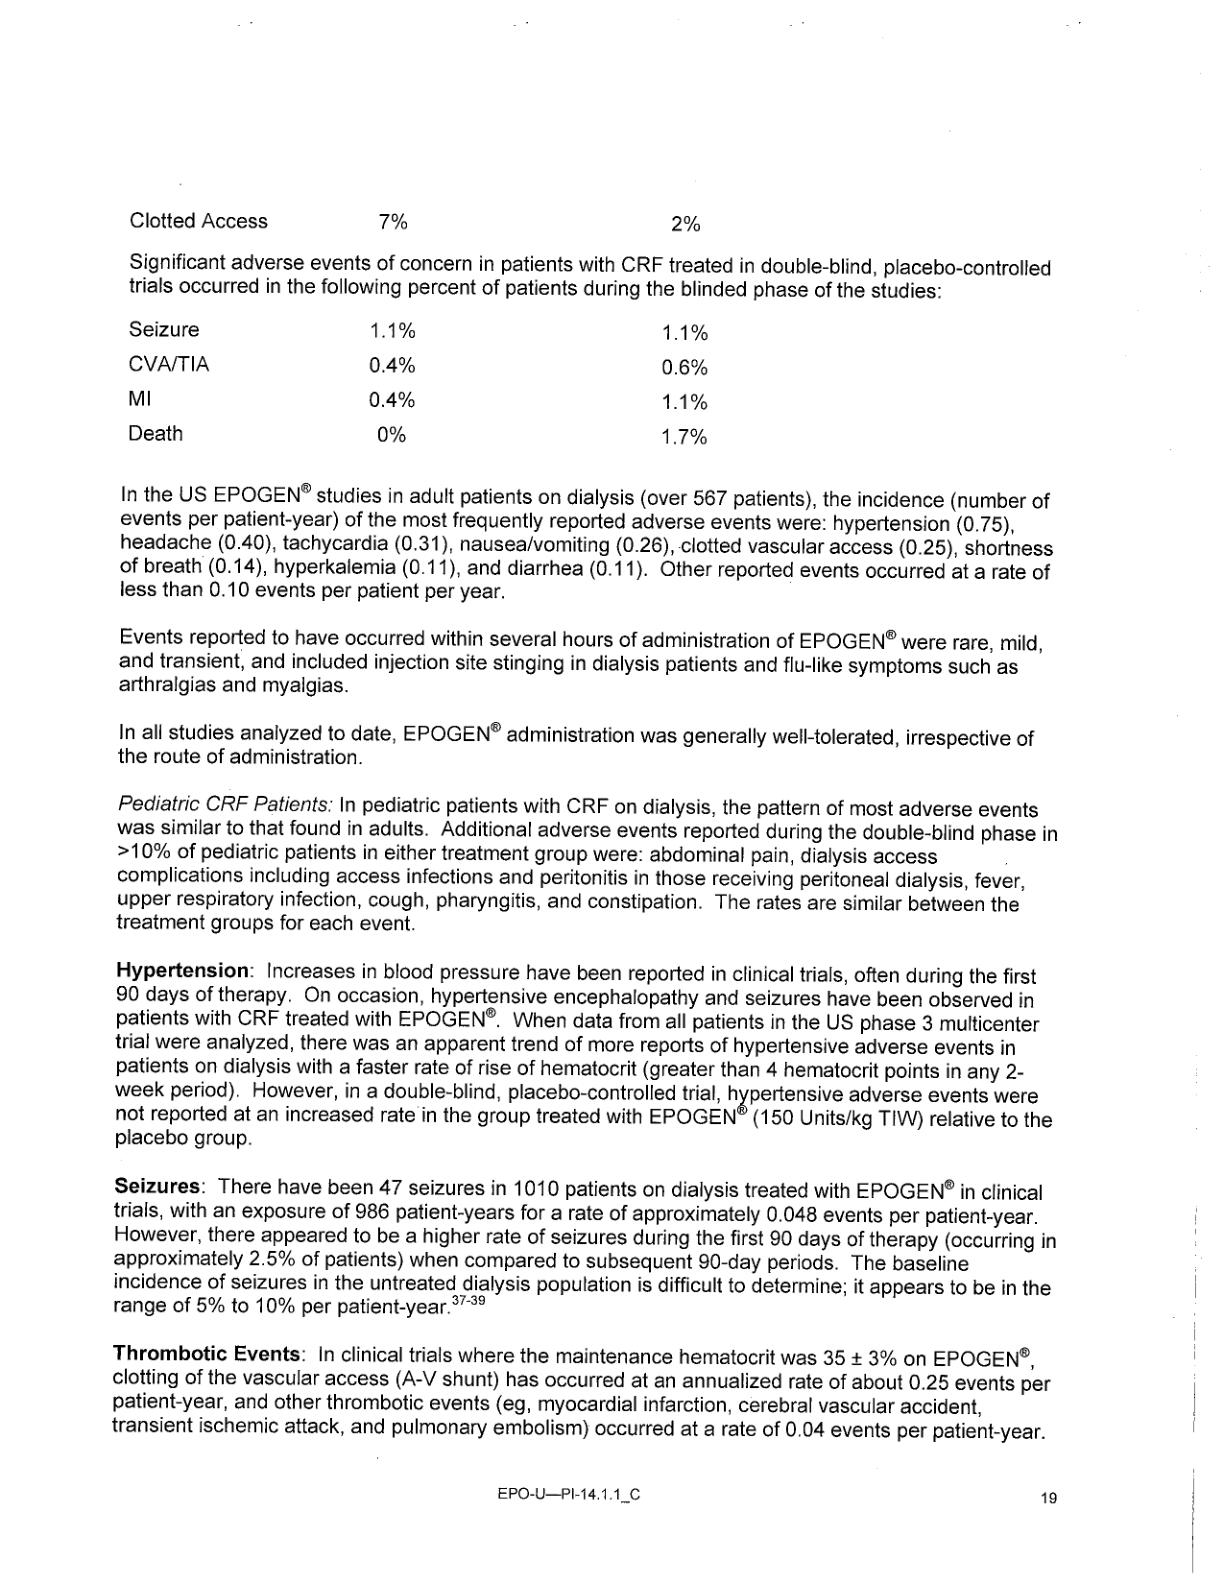 Clotted Access 7% 2%
Significant adverse events of concern in patients with CRF treated in double-blind, placebo-controlled
trials occurred in the following percent of patients during the blinded phase of the studies:
Seizure 1.1% 1.1%
CVA/TIA 0.4% 0.6%
MI 0.4% 1.1%
Death 0% 1.7%
In the US EPOGEN® studies in adult patients on dialysis (over 567 patients), the incidence (number of
events per patient-year) of the most frequently reported adverse events were: hypertension (0.75),
headache (0.40), tachycardia (0.31), nausea/vomiting (0.26), clotted vascular access (0.25), shortness
of breath (0.14), hyperkalemia (0.11), and diarrhea (0.11). Other reported events occurred at a rate of
less than 0.10 events per patient per year.
Events reported to have occurred within several hours of administration of EPOGEN® were rare, mild,
and transient, and included injection site stinging in dialysis patients and flu-like symptoms such as
arthralgias and myalgias.
In all studies analyzed to date, EPOGEN® administration was generally well-tolerated, irrespective of
the route of administration.
Pediatric CRF Patients: In pediatric patients with CRF on dialysis, the pattern of most adverse events
was similar to that found in adults. Additional adverse events reported during the double-blind phase in
>10% of pediatric patients in either treatment group were: abdominal pain, dialysis access
complications including access infections and peritonitis in those receiving peritoneal dialysis, fever,
upper respiratory infection, cough, pharyngitis, and constipation. The rates are similar between the
treatment groups for each event.
Hypertension: Increases in blood pressure have been reported in clinical trials, often during the first
90 days of therapy. On occasion, hypertensive encephalopathy and seizures have been observed in
patients with CRF treated with EPOGEN®. When data from all patients in the US phase 3 multicenter
trial were analyzed, there was an apparent trend of more reports of hypertensive adverse events in
patients on dialysis with a faster rate of rise of hematocrit (greater than 4 hematocrit points in any 2-
week period). However, in a double-blind, placebo-controlled trial, hypertensive adverse events were
not reported at an increased rate in the group treated with EPOGEN® (150 Units/kg TIW) relative to the
placebo group.
Seizures: There have been 47 seizures in 1010 patients on dialysis treated with EPOGEN® in clinical
trials, with an exposure of 986 patient-years for a rate of approximately 0.048 events per patient-year.
However, there appeared to be a higher rate of seizures during the first 90 days of therapy (occurring in
approximately 2.5% of patients) when compared to subsequent 90-day periods. The baseline
incidence of seizures in the untreated dialysis population is difficult to determine; it appears to be in the
range of 5% to 10% per patient-year.37-39
Thrombotic Events: In clinical trials where the maintenance hematocrit was 35 ± 3% on EPOGEN®,
clotting of the vascular access (A-V shunt) has occurred at an annualized rate of about 0.25 events per
patient-year, and other thrombotic events (eg, myocardial infarction, cerebral vascular accident,
transient ischemic attack, and pulmonary embolism) occurred at a rate of 0.04 events per patient-year.
EPO-U—PI-14.1.1_C 19